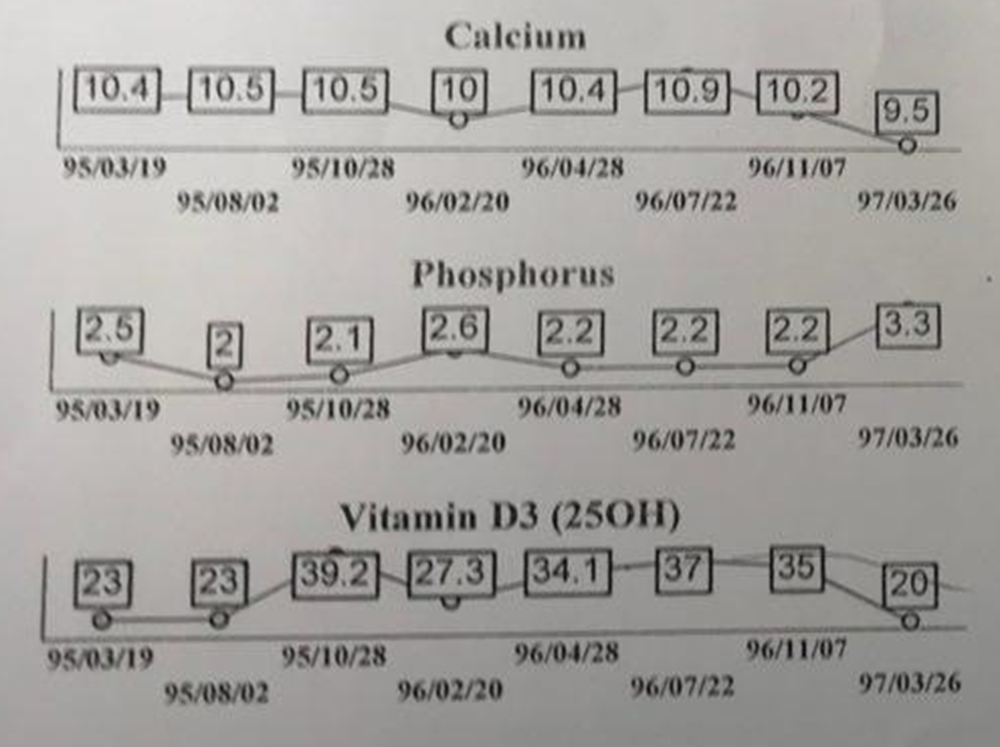 Calcium
10.4 10.5 10.5 10 10.4 10.9 10.2 9.5
95/03/19 95/10/28 96/04/28 96/11/07
95/08/02 96/02/20 96/07/22 97/03/26
Phosphorus
2.5 2 2.1 2.6 2.2 2.2 2.2 3.3
95/03/19 95/10/28 96/04/28 96/11/07
95/08/02 96/02/20 96/07/22 97/03/26
Vitamin D3 (25OH)
23 23 39.2 27.3 34.1 37 35 20
95/03/19 95/10/28 96/04/28 96/11/07
95/08/02 96/02/20 96/07/22 97/03/26